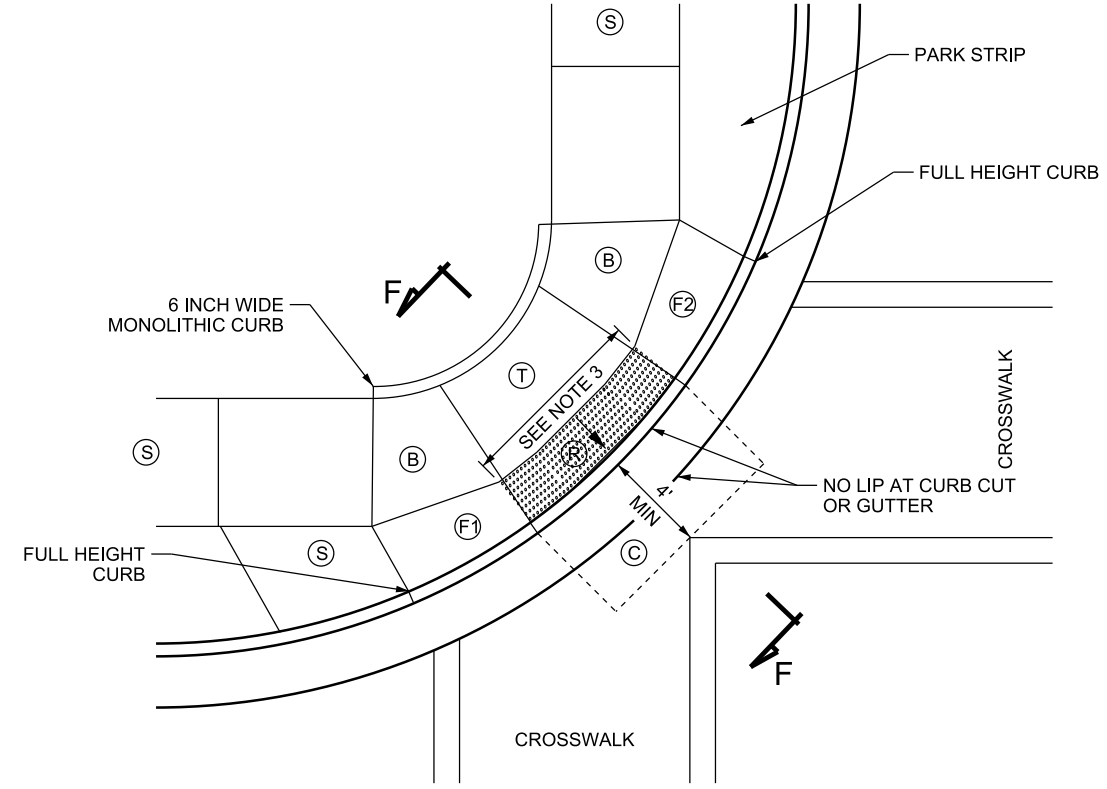 S
PARK STRIP
FULL HEIGHT CURB
B
F
6 INCH WIDE
MONOLITHIC CURB
F2
T
SEE NOTE 3
CROSSWALK
S
B
R
4'
MIN
NO LIP AT CURB CUT
OR GUTTER
F1
FULL HEIGHT
CURB
S
C
F
CROSSWALK